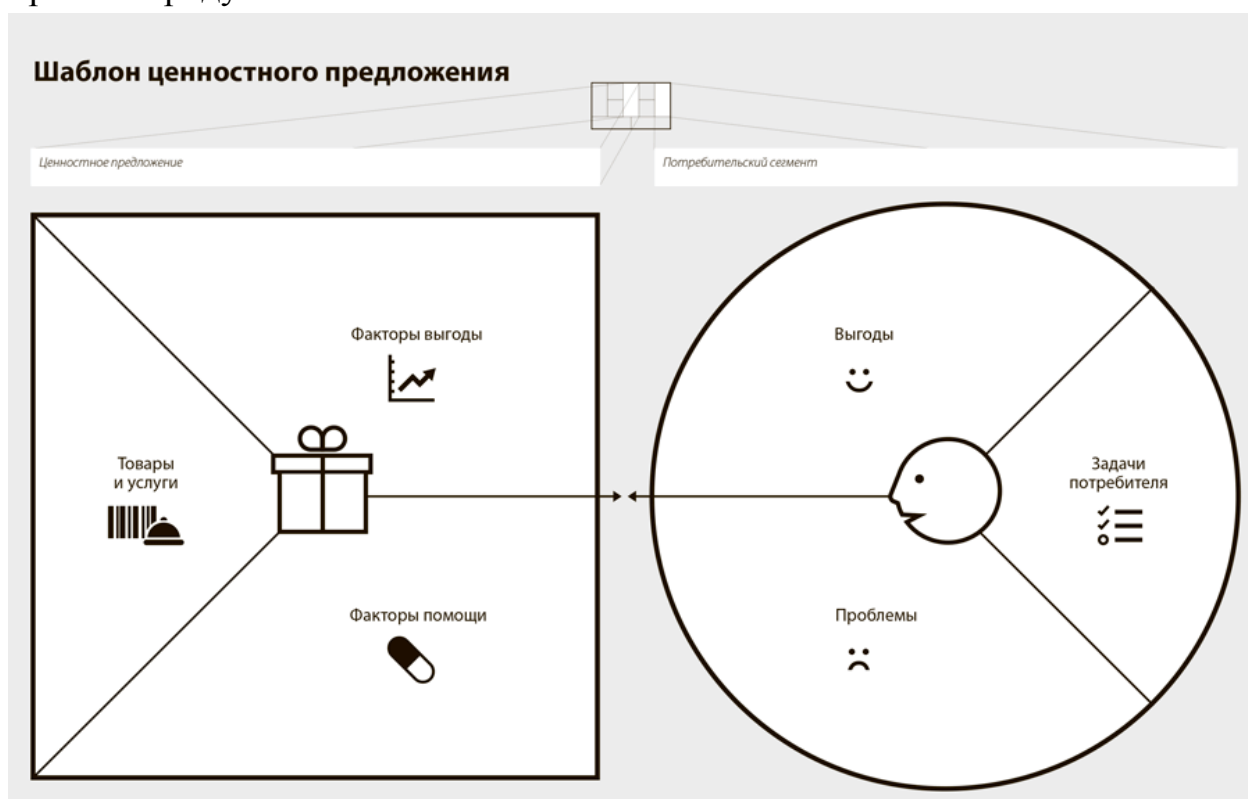 Шаблон ценностного предложения
Ценностное предложение
Потребительский сегмент
Факторы выгоды
Товары
и услуги
Факторы помощи
Выгоды
Задачи
потребителя
Проблемы